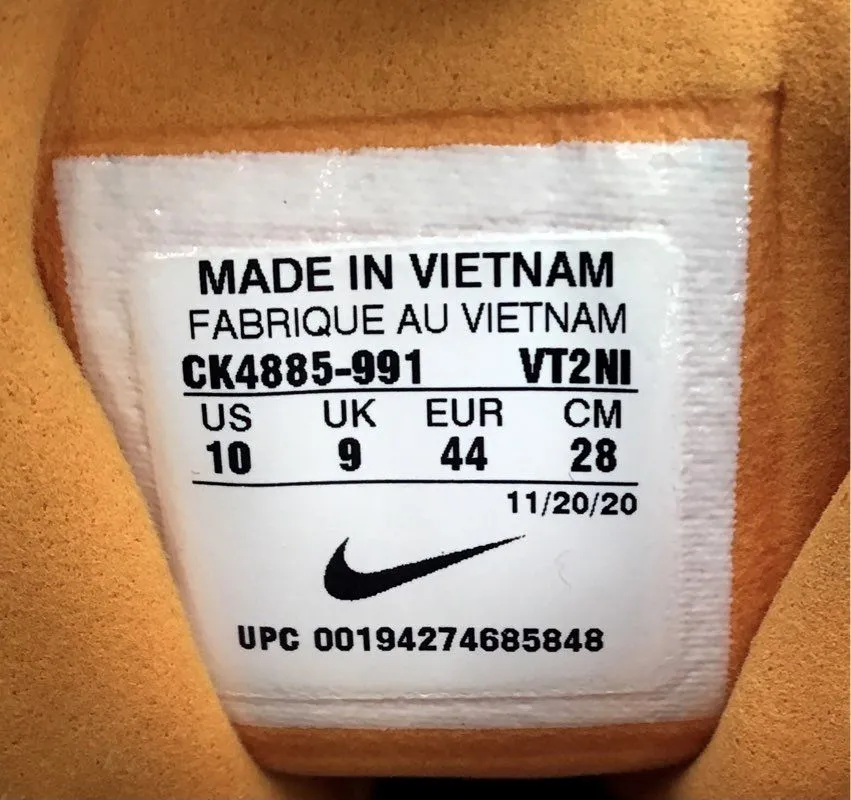 MADE IN VIETNAM
FABRIQUE AU VIETNAM
CK4885-991 VT2NI
US UK EUR CM
10 9 44 28
11/20/20
UPC 00194274685848